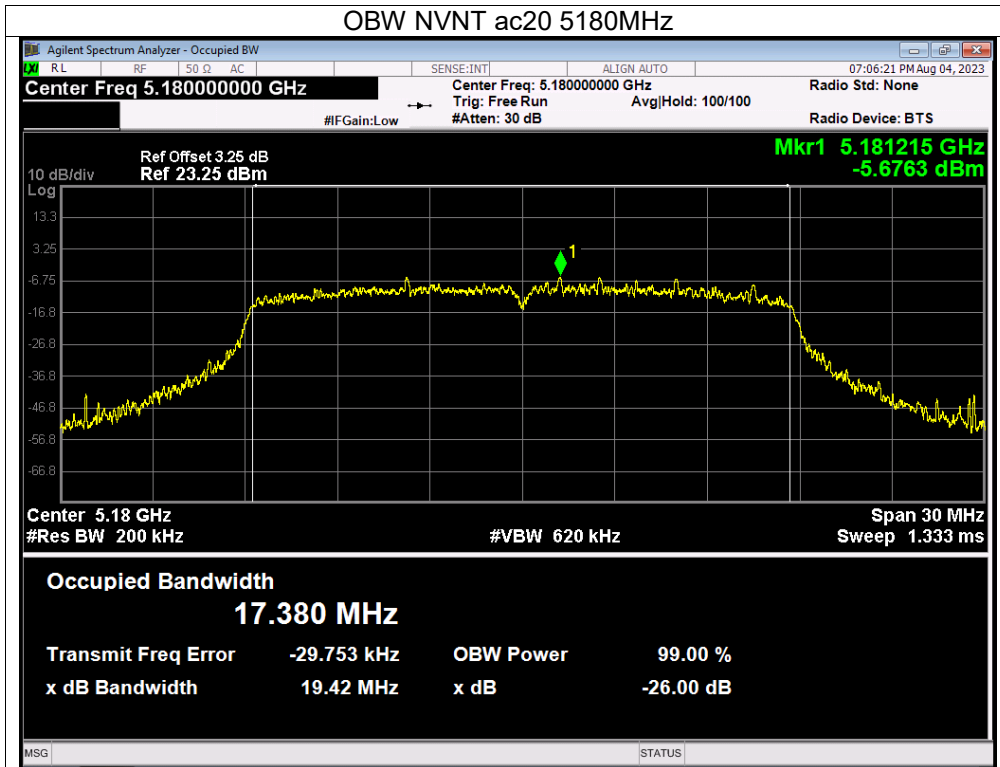 OBW NVNT ac20 5180MHz
Agilent Spectrum Analyzer - Occupied BW
LXI RL RF 50 Ω AC SENSE:INT ALIGN AUTO 07:06:21 PM Aug 04, 2023
Center Freq 5.180000000 GHz Center Freq: 5.180000000 GHz Radio Std: None
Trig: Free Run Avg|Hold: 100/100
#IFGain:Low #Atten: 30 dB Radio Device: BTS
Mkr1 5.181215 GHz
-5.6763 dBm
Ref Offset 3.25 dB
10 dB/div Ref 23.25 dBm
Log
13.3
3.25
1
-6.75
-16.8
-26.8
-36.8
-46.8
-56.8
-66.8
Center 5.18 GHz Span 30 MHz
#Res BW 200 kHz #VBW 620 kHz Sweep 1.333 ms
Occupied Bandwidth
17.380 MHz
Transmit Freq Error -29.753 kHz OBW Power 99.00 %
x dB Bandwidth 19.42 MHz x dB -26.00 dB
MSG STATUS